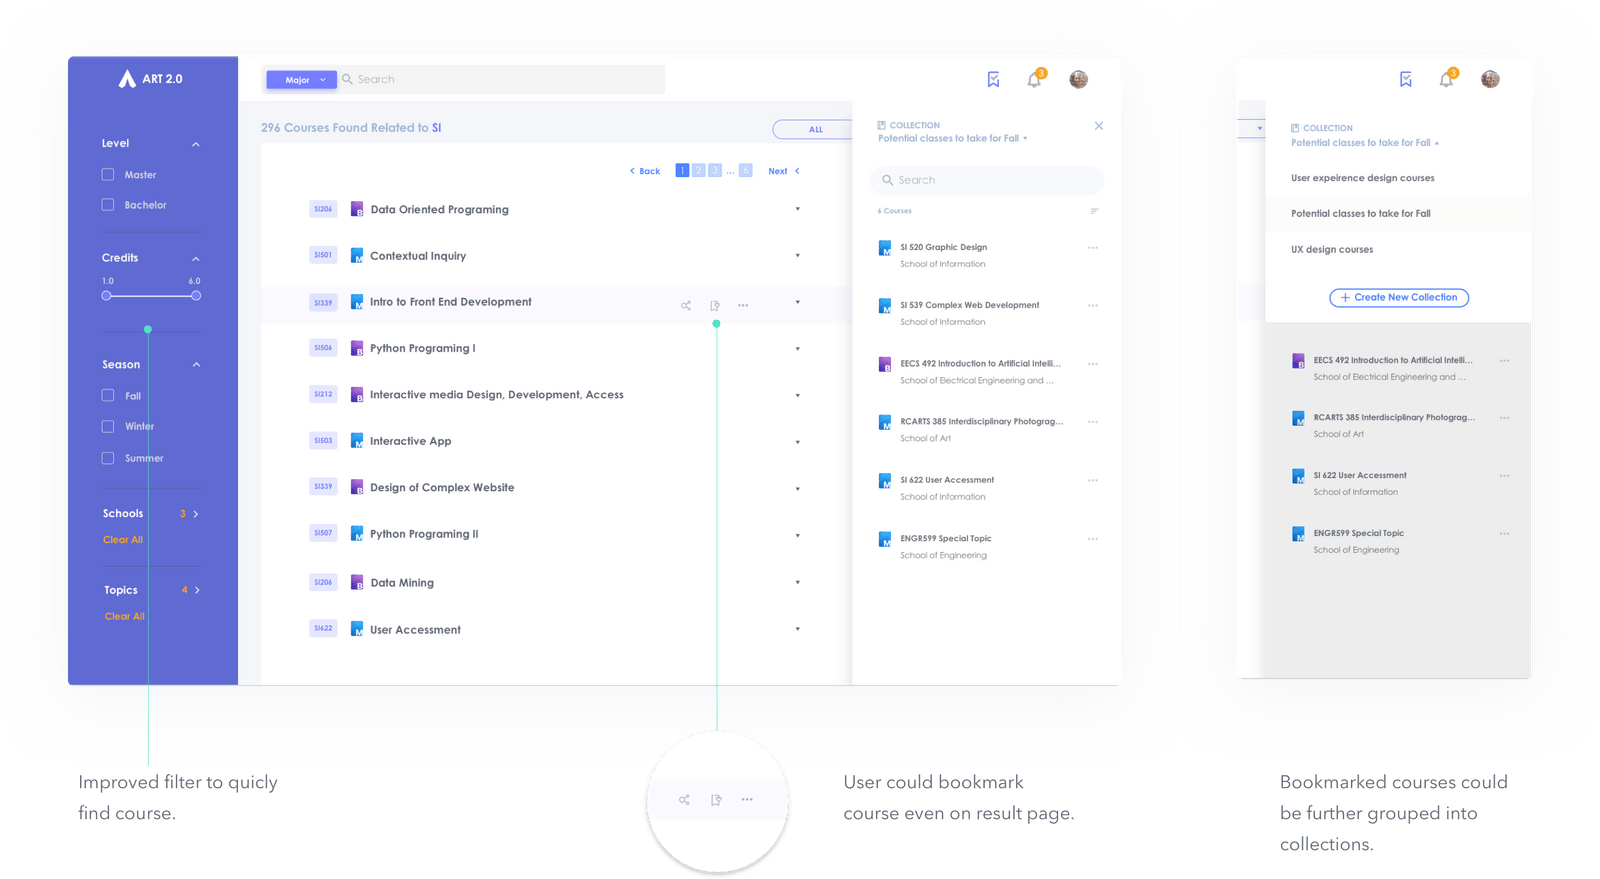 ART 2.0
Level
Master
Bachelor
Credits
1.0 6.0
Season
Fall
Winter
Summer
Schools 3
Clear All
Topics 4
Clear All
Major
Search
3
296 Courses Found Related to SI
ALL
Back 1 2 3 ... 6 Next
SI206 B Data Oriented Programing
SI501 M Contextual Inquiry
SI339 M Intro to Front End Development
SI506 B Python Programing I
SI212 B Interactive media Design, Development, Access
SI503 M Interactive App
SI339 B Design of Complex Website
SI507 M Python Programing II
SI206 B Data Mining
SI622 M User Assessment
COLLECTION
Potential classes to take for Fall
Search
6 Courses
M SI 520 Graphic Design
School of Information
M SI 539 Complex Web Development
School of Information
B EECS 492 Introduction to Artificial Intelli...
School of Electrical Engineering and ...
M RCARTS 385 Interdisciplinary Photograg...
School of Art
M SI 622 User Assessment
School of Information
M ENGR599 Special Topic
School of Engineering
3
COLLECTION
Potential classes to take for Fall
User expeirence design courses
Potential classes to take for Fall
UX design courses
Create New Collection
B EECS 492 Introduction to Artificial Intelli...
School of Electrical Engineering and ...
M RCARTS 385 Interdisciplinary Photograg...
School of Art
M SI 622 User Assessment
School of Information
M ENGR599 Special Topic
School of Engineering
Improved filter to quicly
find course.
User could bookmark
course even on result page.
Bookmarked courses could
be further grouped into
collections.